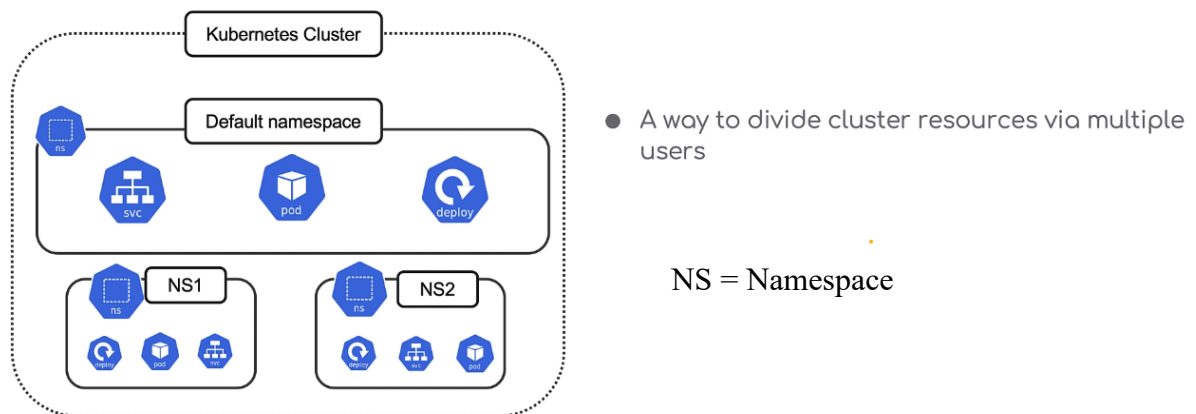 Kubernetes Cluster
Default namespace
ns
svc
pod
deploy
NS1
ns
deploy
pod
svc
NS2
ns
deploy
svc
pod
● A way to divide cluster resources via multiple
users
NS = Namespace